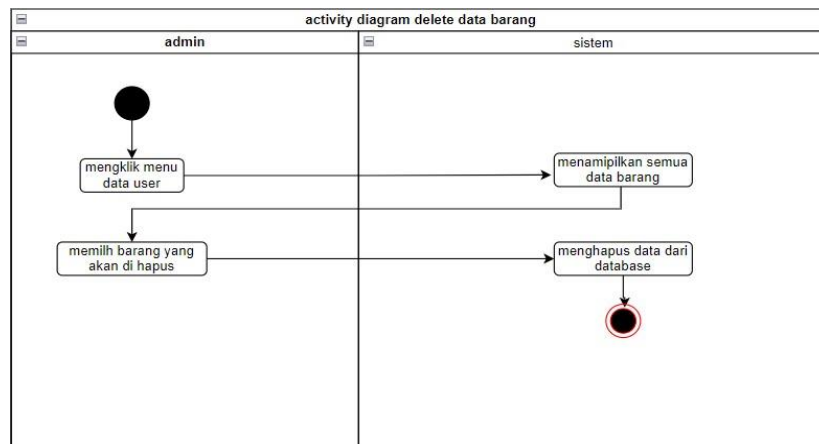 activity diagram delete data barang
admin
sistem
mengklik menu
data user
menamipilkan semua
data barang
memilh barang yang
akan di hapus
menghapus data dari
database